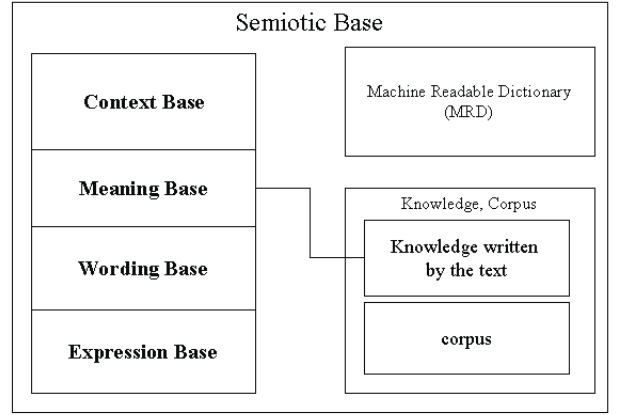 Semiotic Base
Context Base
Meaning Base
Wording Base
Expression Base
Machine Readable Dictionary
(MRD)
Knowledge, Corpus
Knowledge written
by the text
corpus